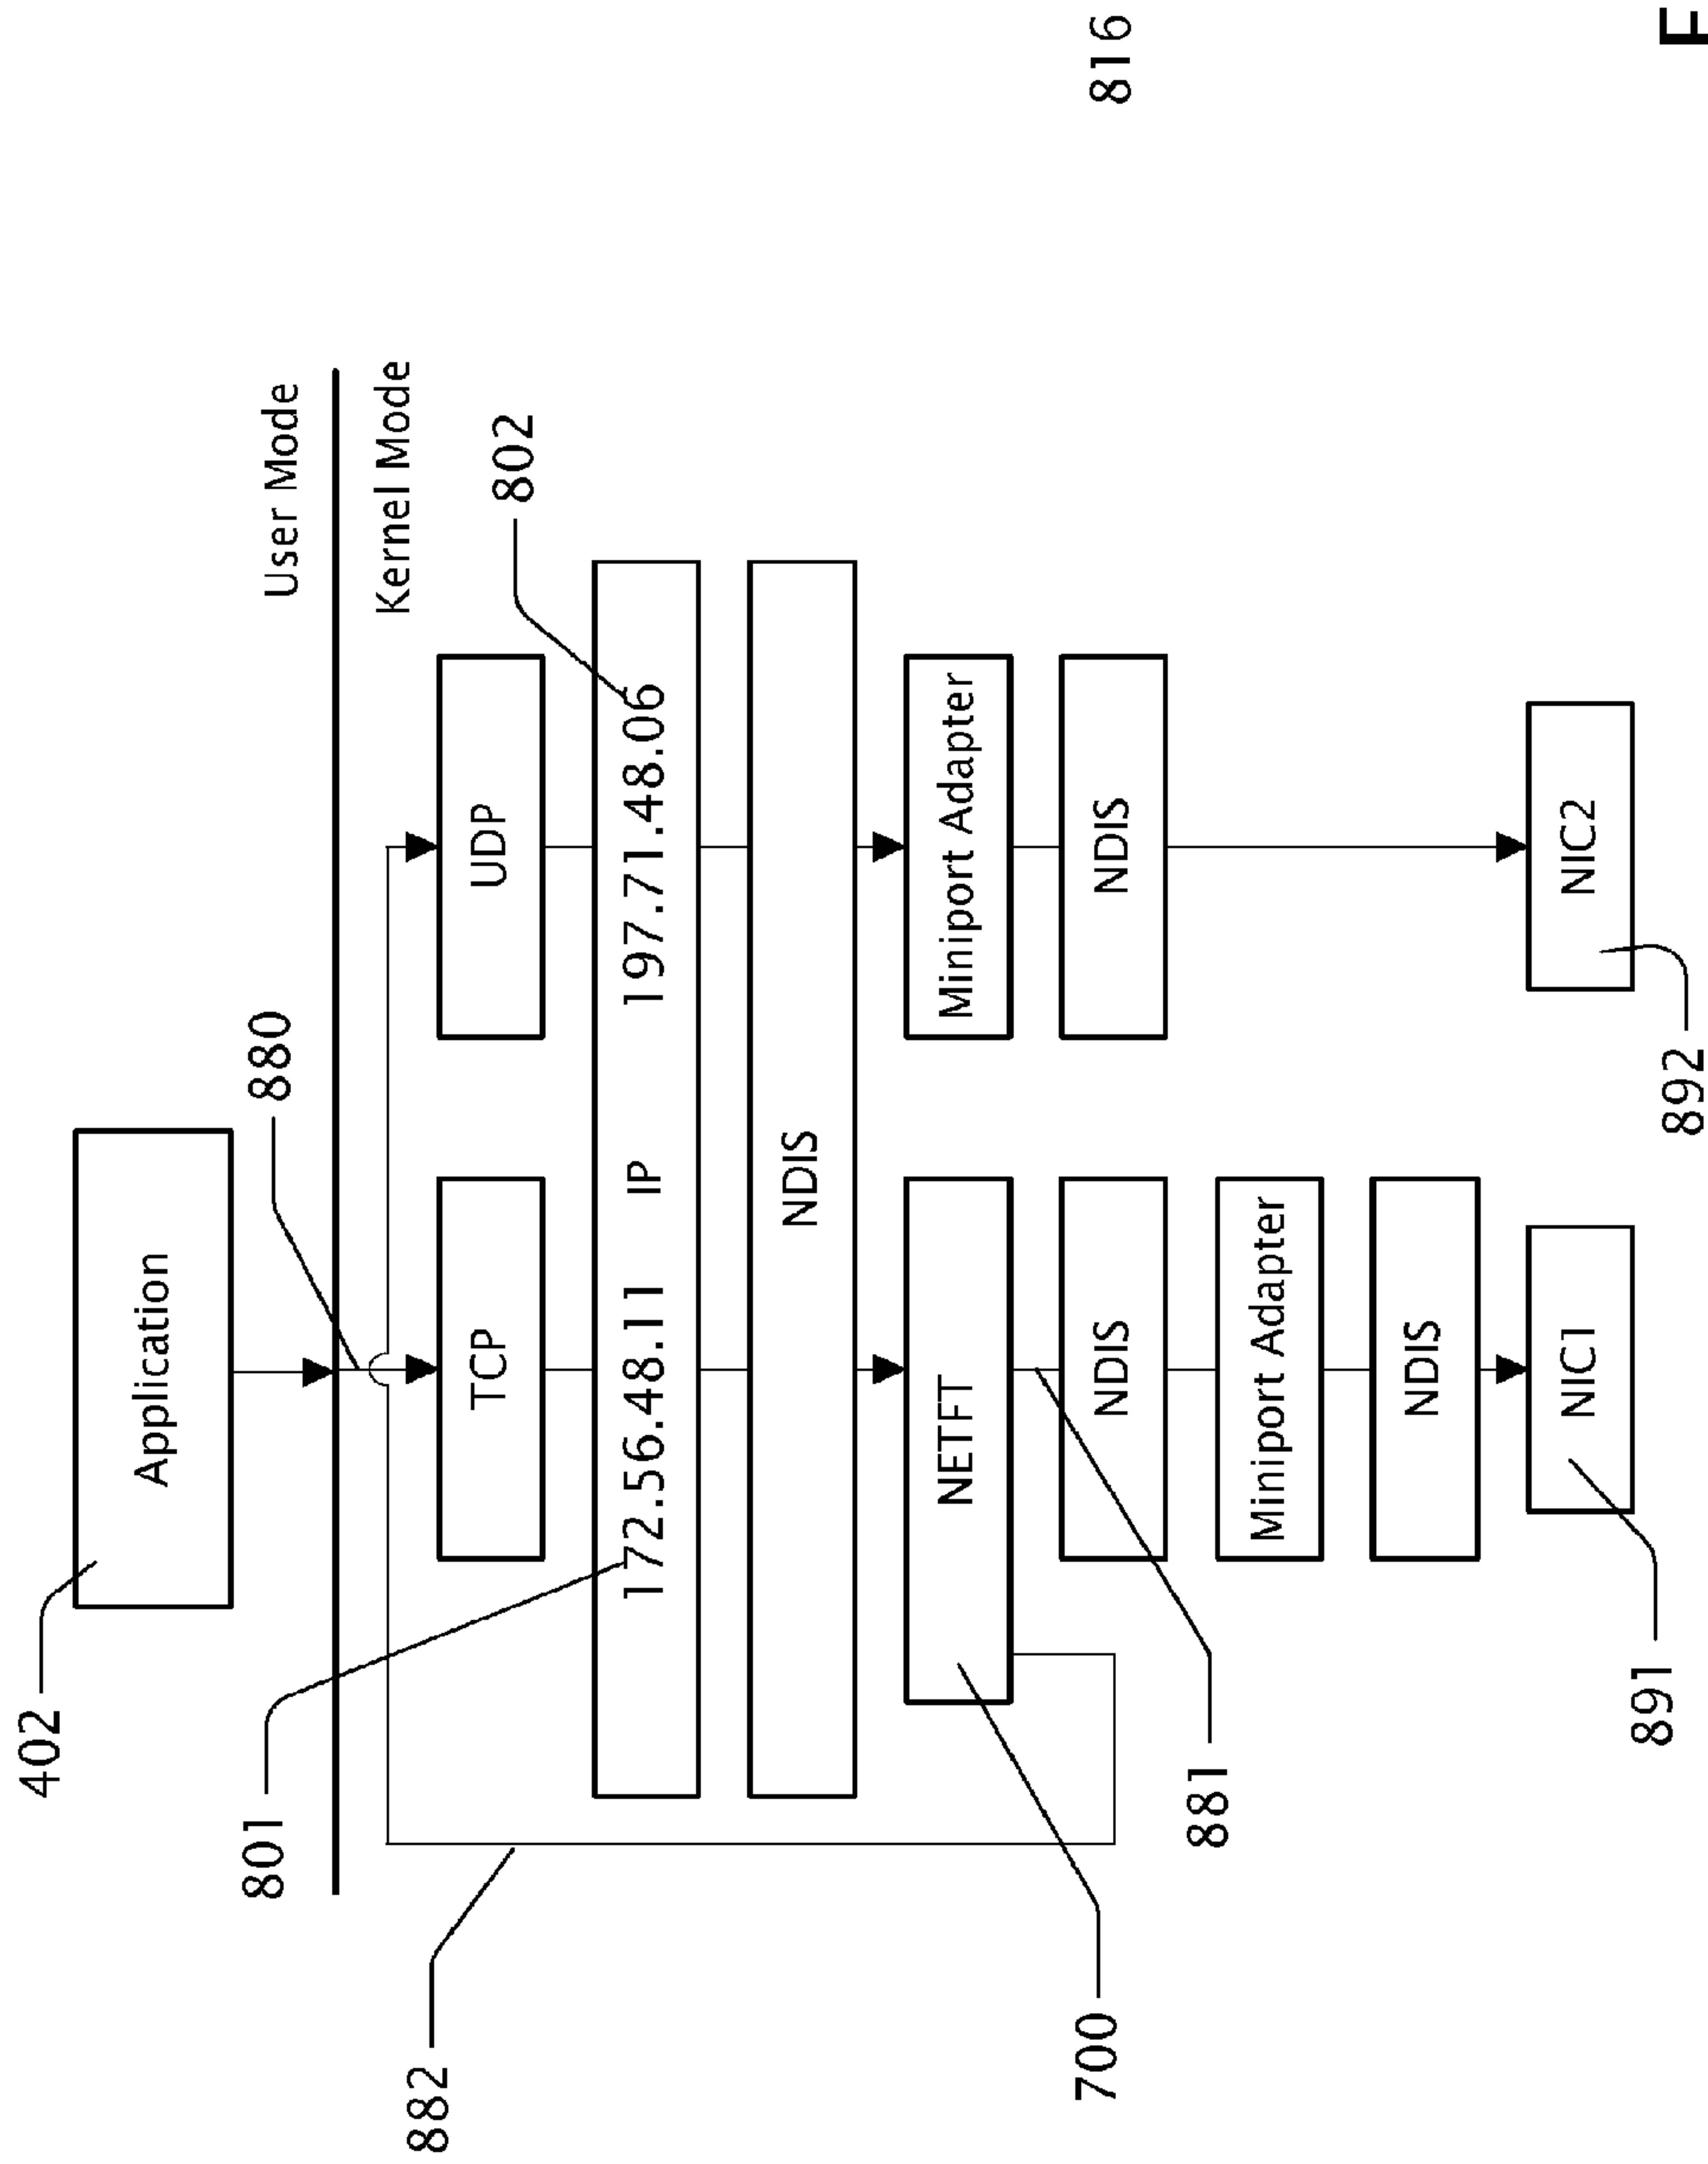 402
Application
801
880
User Mode
Kernel Mode
882
TCP
UDP
802
172.56.48.11 IP 197.71.48.06
NDIS
NETFT
Miniport Adapter
700
NDIS
NDIS
816
881
Miniport Adapter
NDIS
NIC1
NIC2
891
892